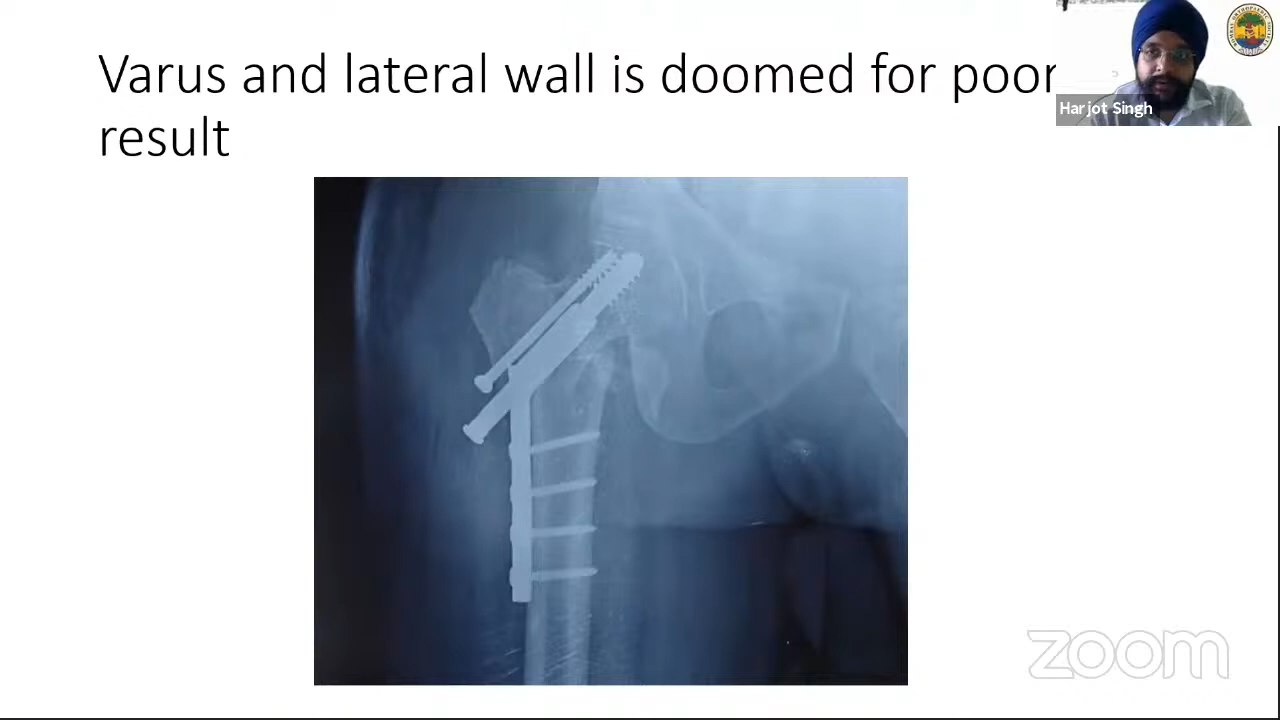 Varus and lateral wall is doomed for poor
result
Harjot Singh
zoom